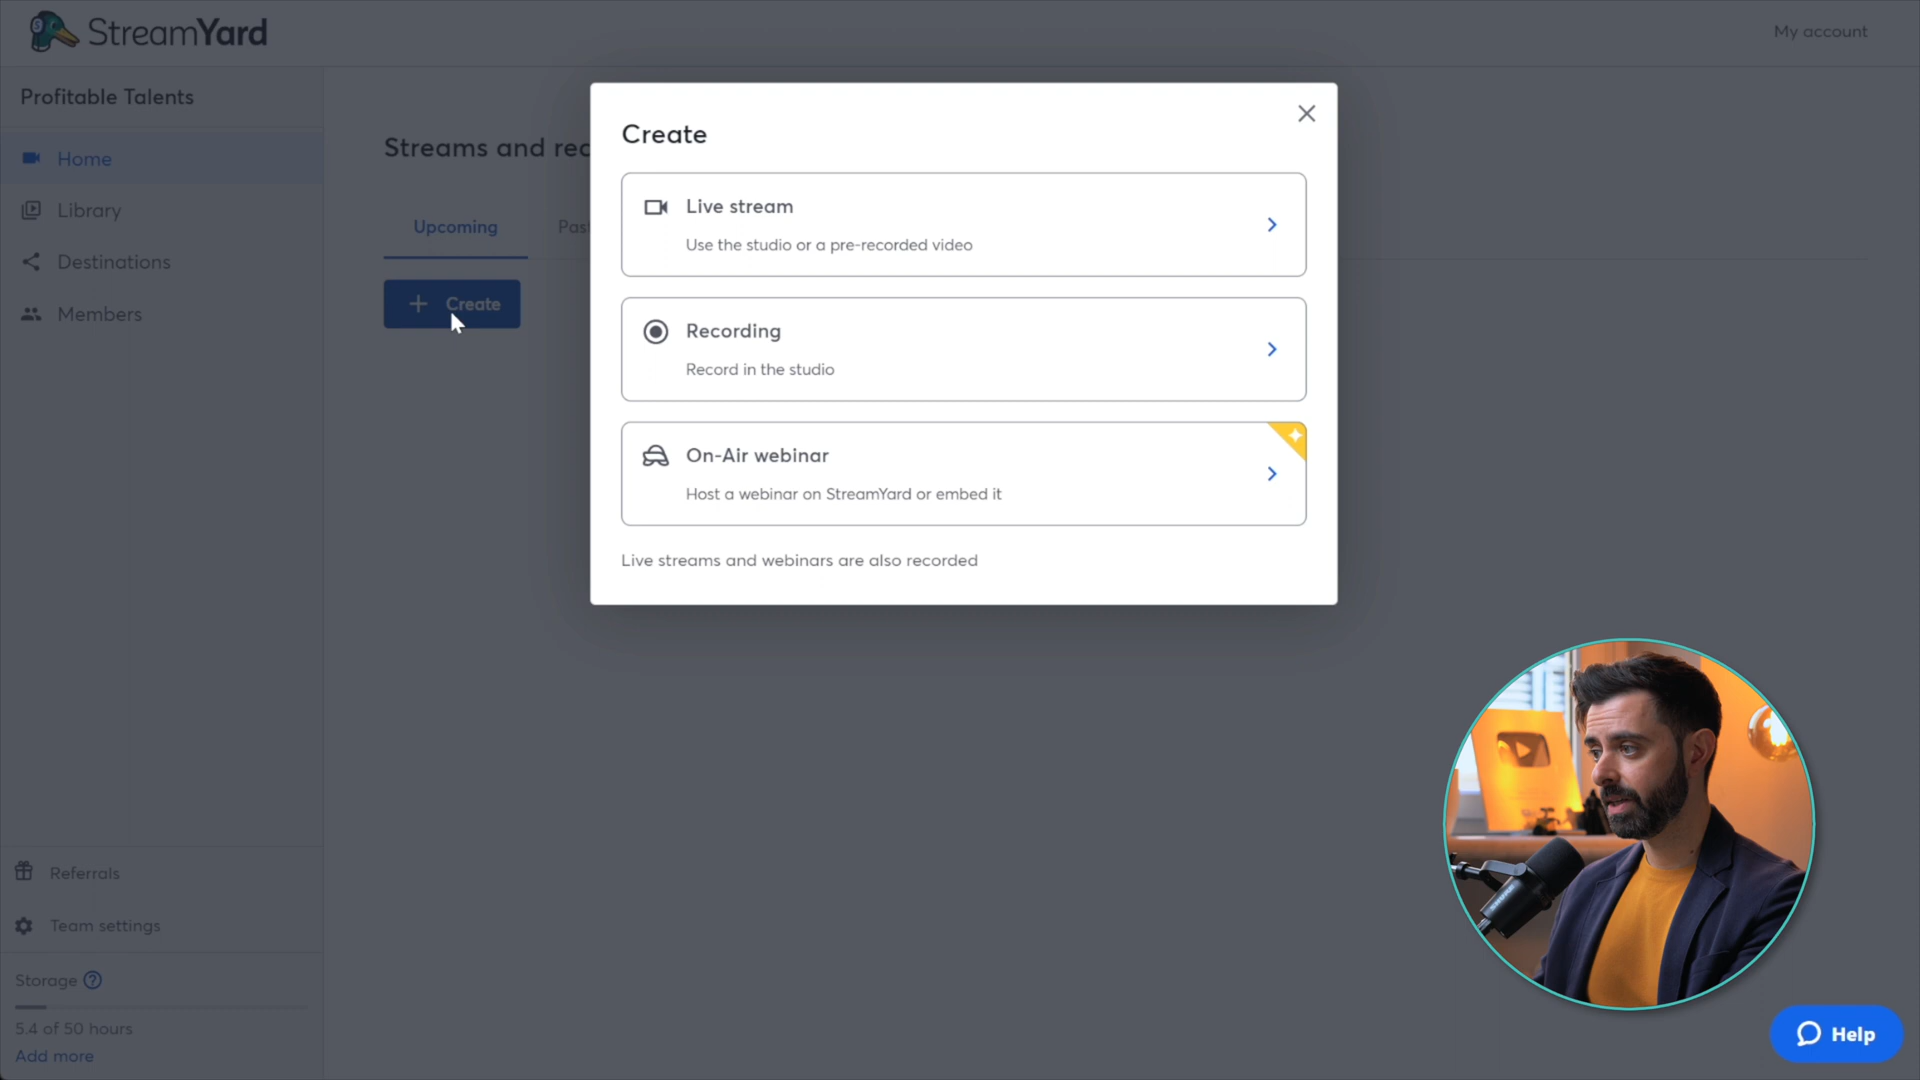 StreamYard
My account
Profitable Talents
Home
Library
Destinations
Members
Streams and rec
Upcoming
Pas
Create
Create
Live stream
Use the studio or a pre-recorded video
Recording
Record in the studio
On-Air webinar
Host a webinar on StreamYard or embed it
Live streams and webinars are also recorded
Referrals
Team settings
Storage ?
5.4 of 50 hours
Add more
Help